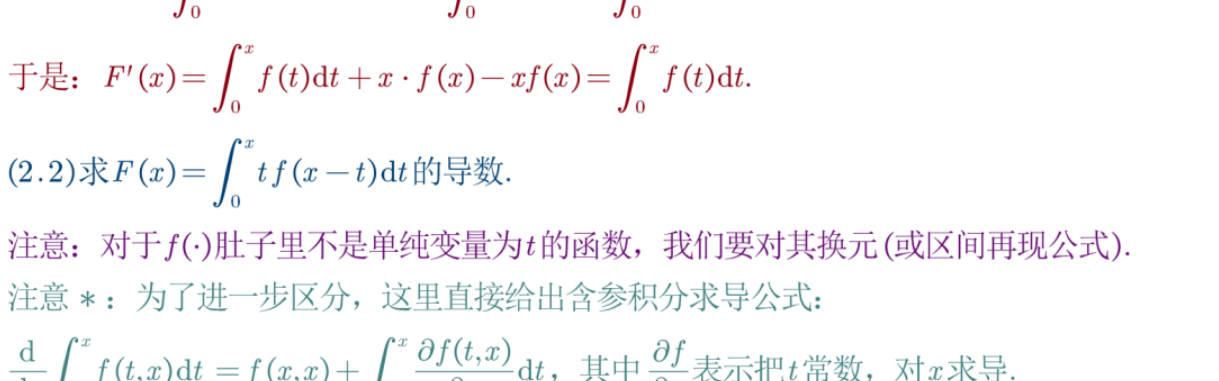 ∫₀ ∫₀ ∫₀
于是：F′(x)=∫₀ˣ f(t)dt+x·f(x)−xf(x)=∫₀ˣ f(t)dt.
(2.2)求F(x)=∫₀ˣ tf(x−t)dt的导数.
注意：对于f(·)肚子里不是单纯变量为t的函数，我们要对其换元(或区间再现公式).
注意*：为了进一步区分，这里直接给出含参积分求导公式：
d ∫ˣ f(t,x)dt=f(x,x)+∫ˣ ∂f(t,x) dt，其中 ∂f 表示把t常数，对x求导.